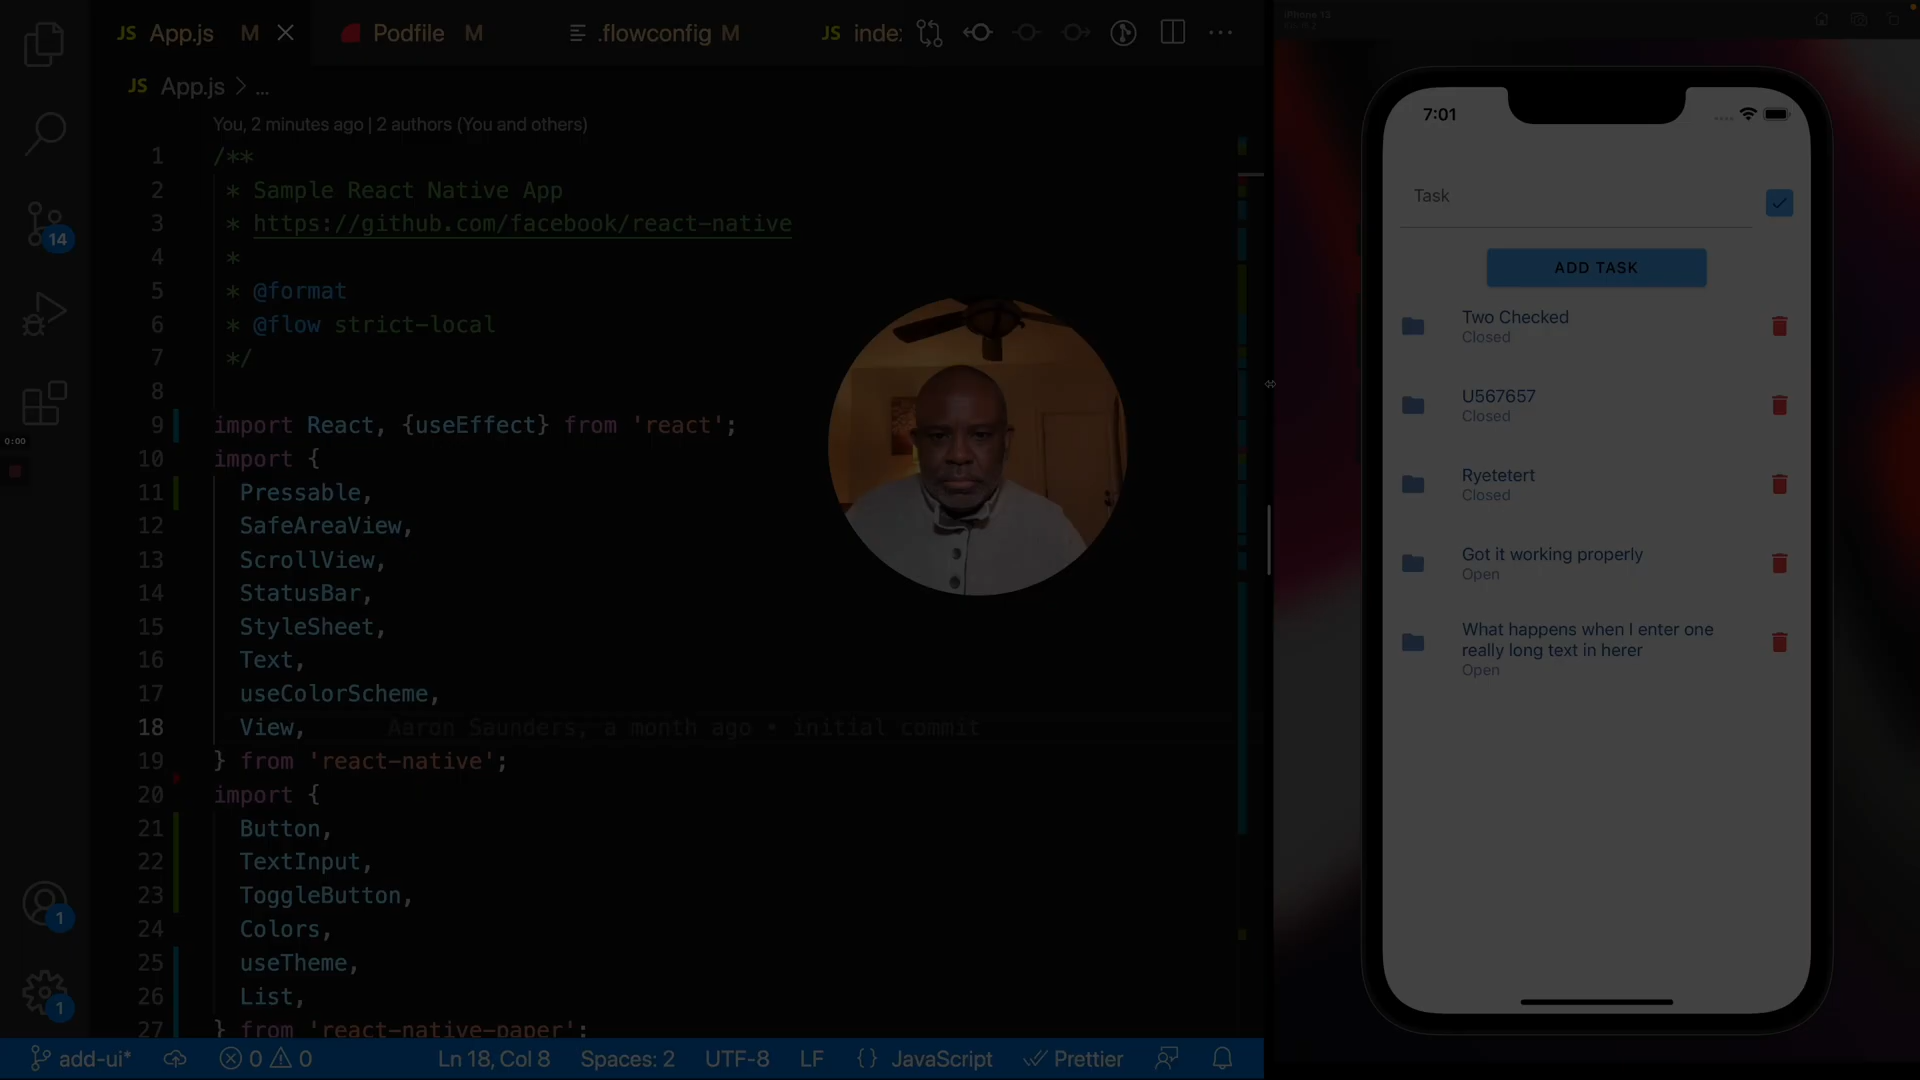 JS App.js M
Podfile M
.flowconfig M
JS inde:
JS App.js > ...
You, 2 minutes ago | 2 authors (You and others)
1 /**
2 * Sample React Native App
3 * https://github.com/facebook/react-native
4 *
5 * @format
6 * @flow strict-local
7 */
8
9 import React, {useEffect} from 'react';
10 import {
11 Pressable,
12 SafeAreaView,
13 ScrollView,
14 StatusBar,
15 StyleSheet,
16 Text,
17 useColorScheme,
18 View, Aaron Saunders, a month ago • initial commit
19 } from 'react-native';
20 import {
21 Button,
22 TextInput,
23 ToggleButton,
24 Colors,
25 useTheme,
26 List,
27 } from 'react-native-paper';
14
0:00
1
1
add-ui* 0 0 Ln 18, Col 8 Spaces: 2 UTF-8 LF {} JavaScript Prettier
iPhone 13
7:01
Task
ADD TASK
Two Checked
Closed
U567657
Closed
Ryetetert
Closed
Got it working properly
Open
What happens when I enter one
really long text in herer
Open